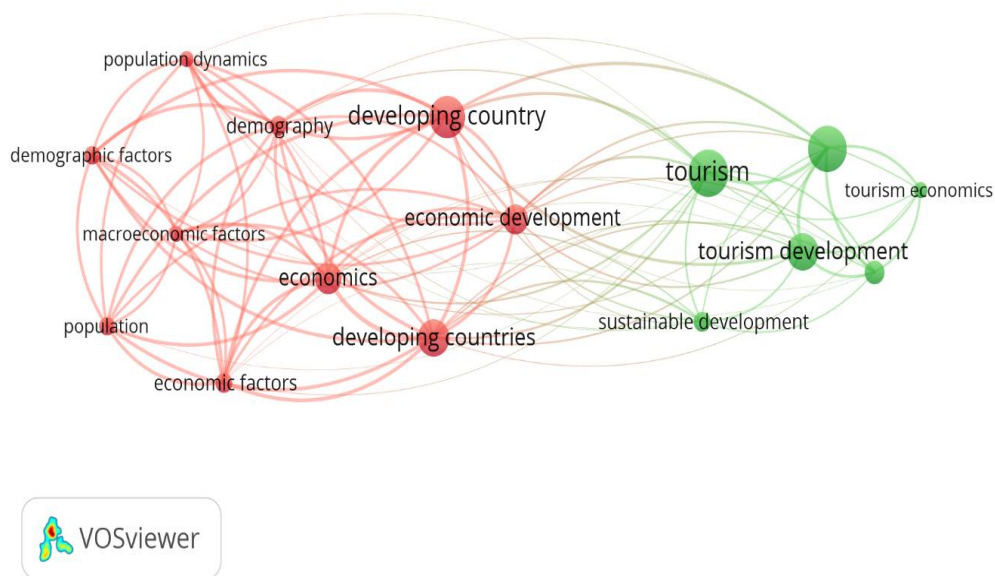 population dynamics
developing country
demography
demographic factors
tourism
tourism economics
economic development
macroeconomic factors
tourism development
economics
sustainable development
population
developing countries
economic factors
VOSviewer